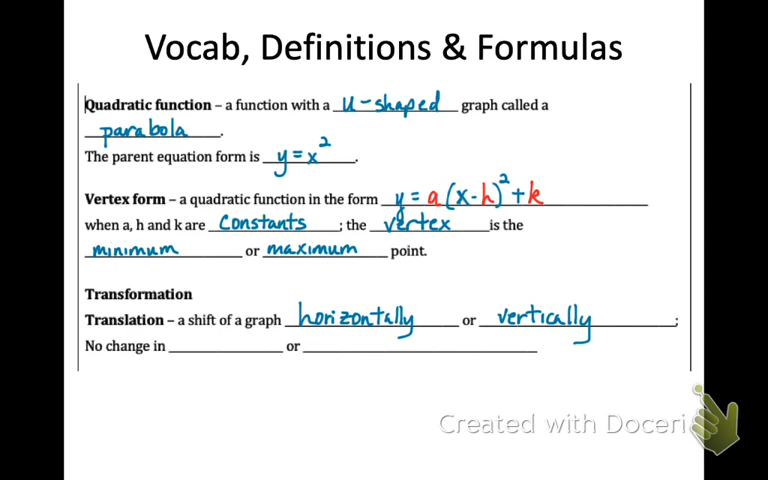 Vocab, Definitions & Formulas
Quadratic function – a function with a u-shaped graph called a
parabola.
The parent equation form is y = x².
Vertex form – a quadratic function in the form y = a(x-h)²+k
when a, h and k are constants; the vertex is the
minimum or maximum point.
Transformation
Translation – a shift of a graph horizontally or vertically;
No change in ____________ or ____________
Created with Doceri